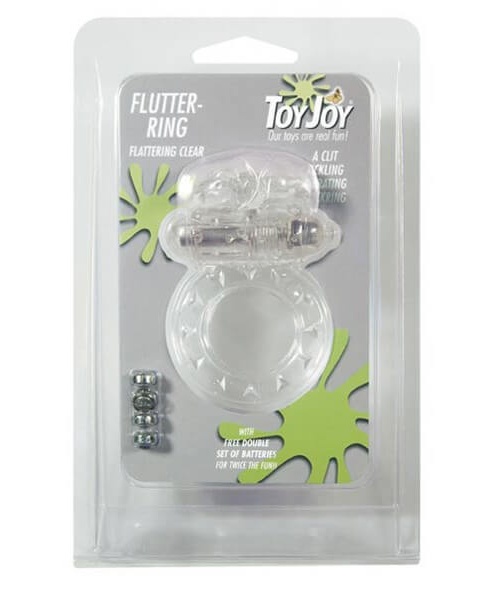 FLUTTER-
RING
FLATTERING CLEAR
TOYJOY®
Our toys are real fun!
A CLIT
WITH
FREE DOUBLE
SET OF BATTERIES
FOR TWICE THE FUN!!